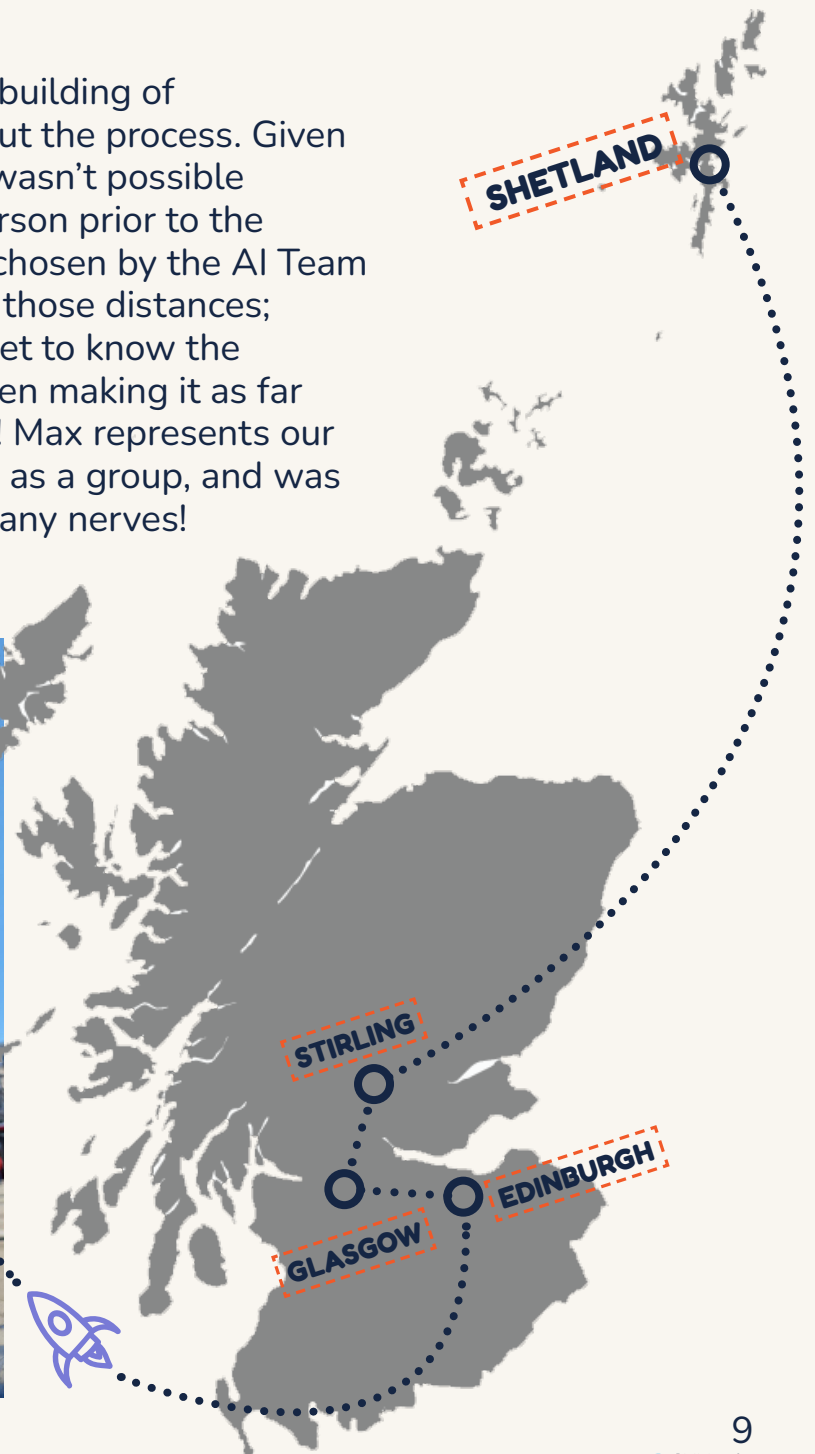 building of
ut the process. Given
wasn’t possible
rson prior to the
chosen by the AI Team
those distances;
et to know the
en making it as far
! Max represents our
as a group, and was
any nerves!
SHETLAND
STIRLING
EDINBURGH
GLASGOW
9